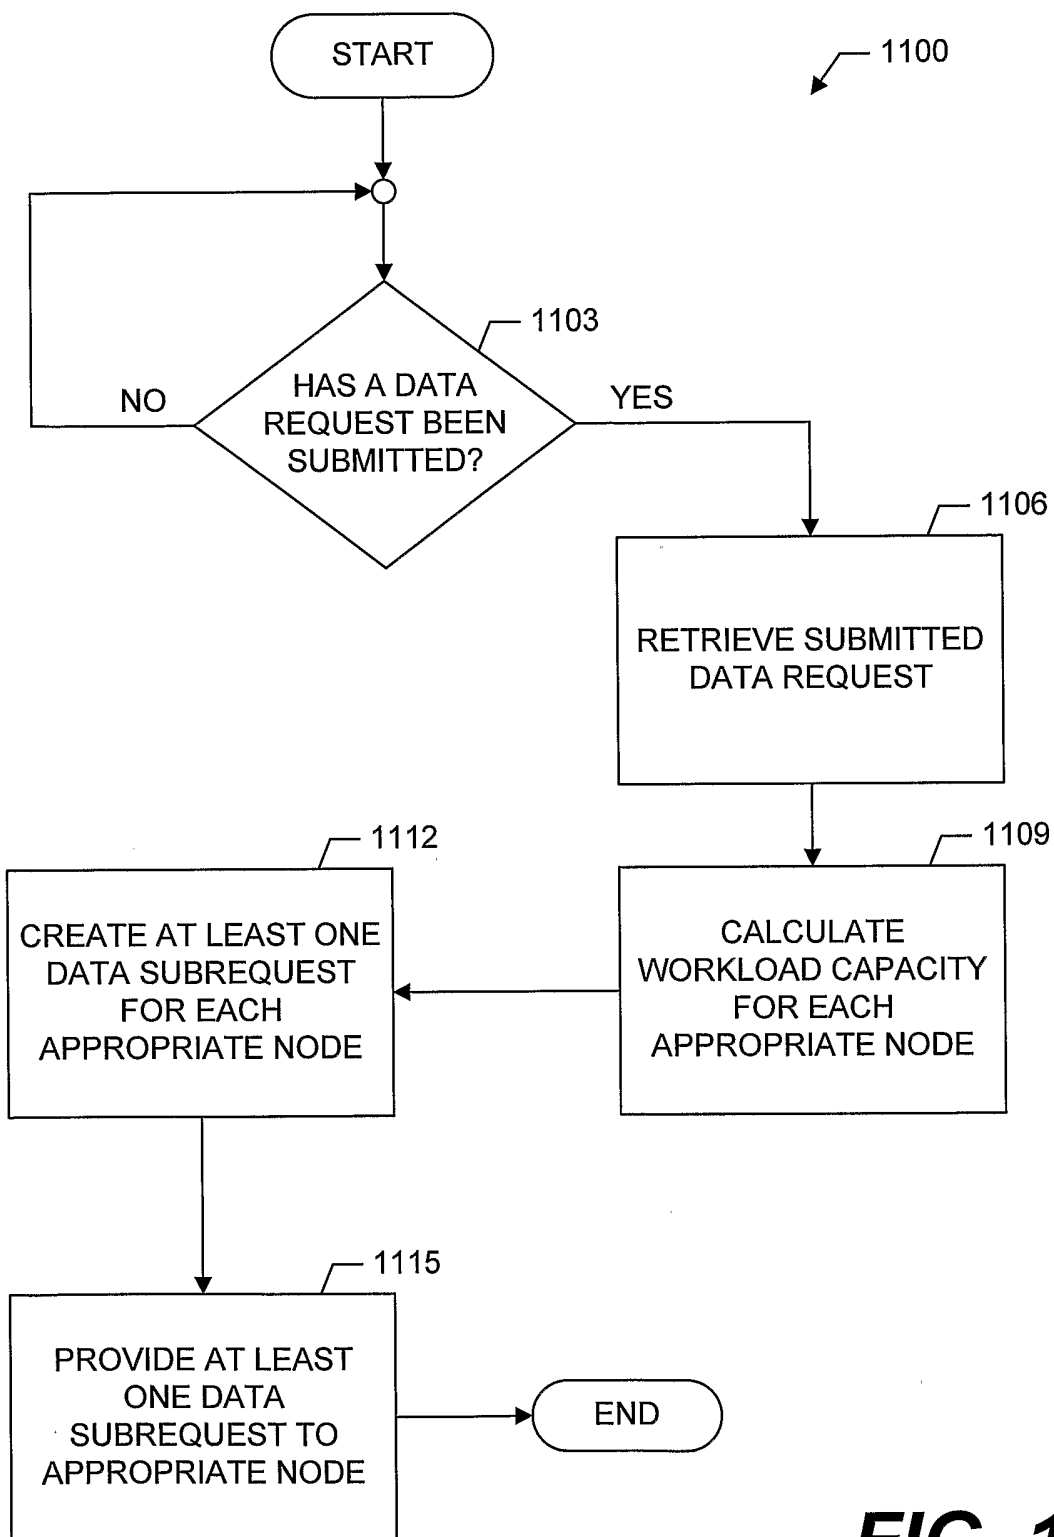 START
1100
1103
HAS A DATA
REQUEST BEEN
SUBMITTED?
NO
YES
1106
RETRIEVE SUBMITTED
DATA REQUEST
1109
CALCULATE
WORKLOAD CAPACITY
FOR EACH
APPROPRIATE NODE
1112
CREATE AT LEAST ONE
DATA SUBREQUEST
FOR EACH
APPROPRIATE NODE
1115
PROVIDE AT LEAST
ONE DATA
SUBREQUEST TO
APPROPRIATE NODE
END
FIG. 1